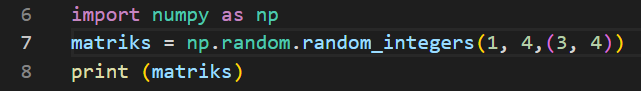 6 import numpy as np
7 matriks = np.random.random_integers(1, 4,(3, 4))
8 print (matriks)